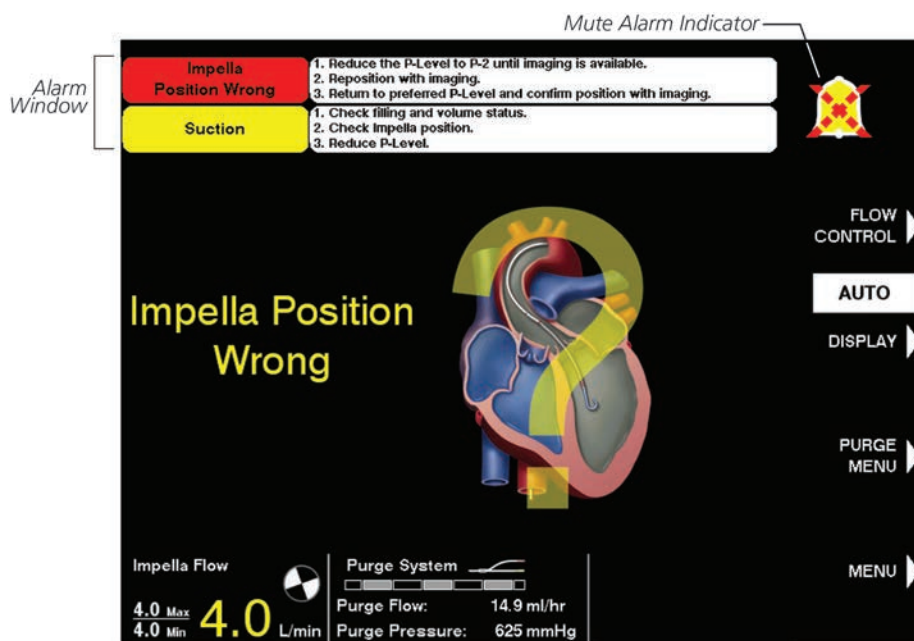 Mute Alarm Indicator
Alarm
Window
Impella
Position Wrong
1. Reduce the P-Level to P-2 until imaging is available.
2. Reposition with imaging.
3. Return to preferred P-Level and confirm position with imaging.
Suction
1. Check filling and volume status.
2. Check Impella position.
3. Reduce P-Level.
Impella Position
Wrong
?
FLOW
CONTROL
AUTO
DISPLAY
PURGE
MENU
MENU
Impella Flow
4.0 Max
4.0 Min
4.0 L/min
Purge System
Purge Flow: 14.9 ml/hr
Purge Pressure: 625 mmHg